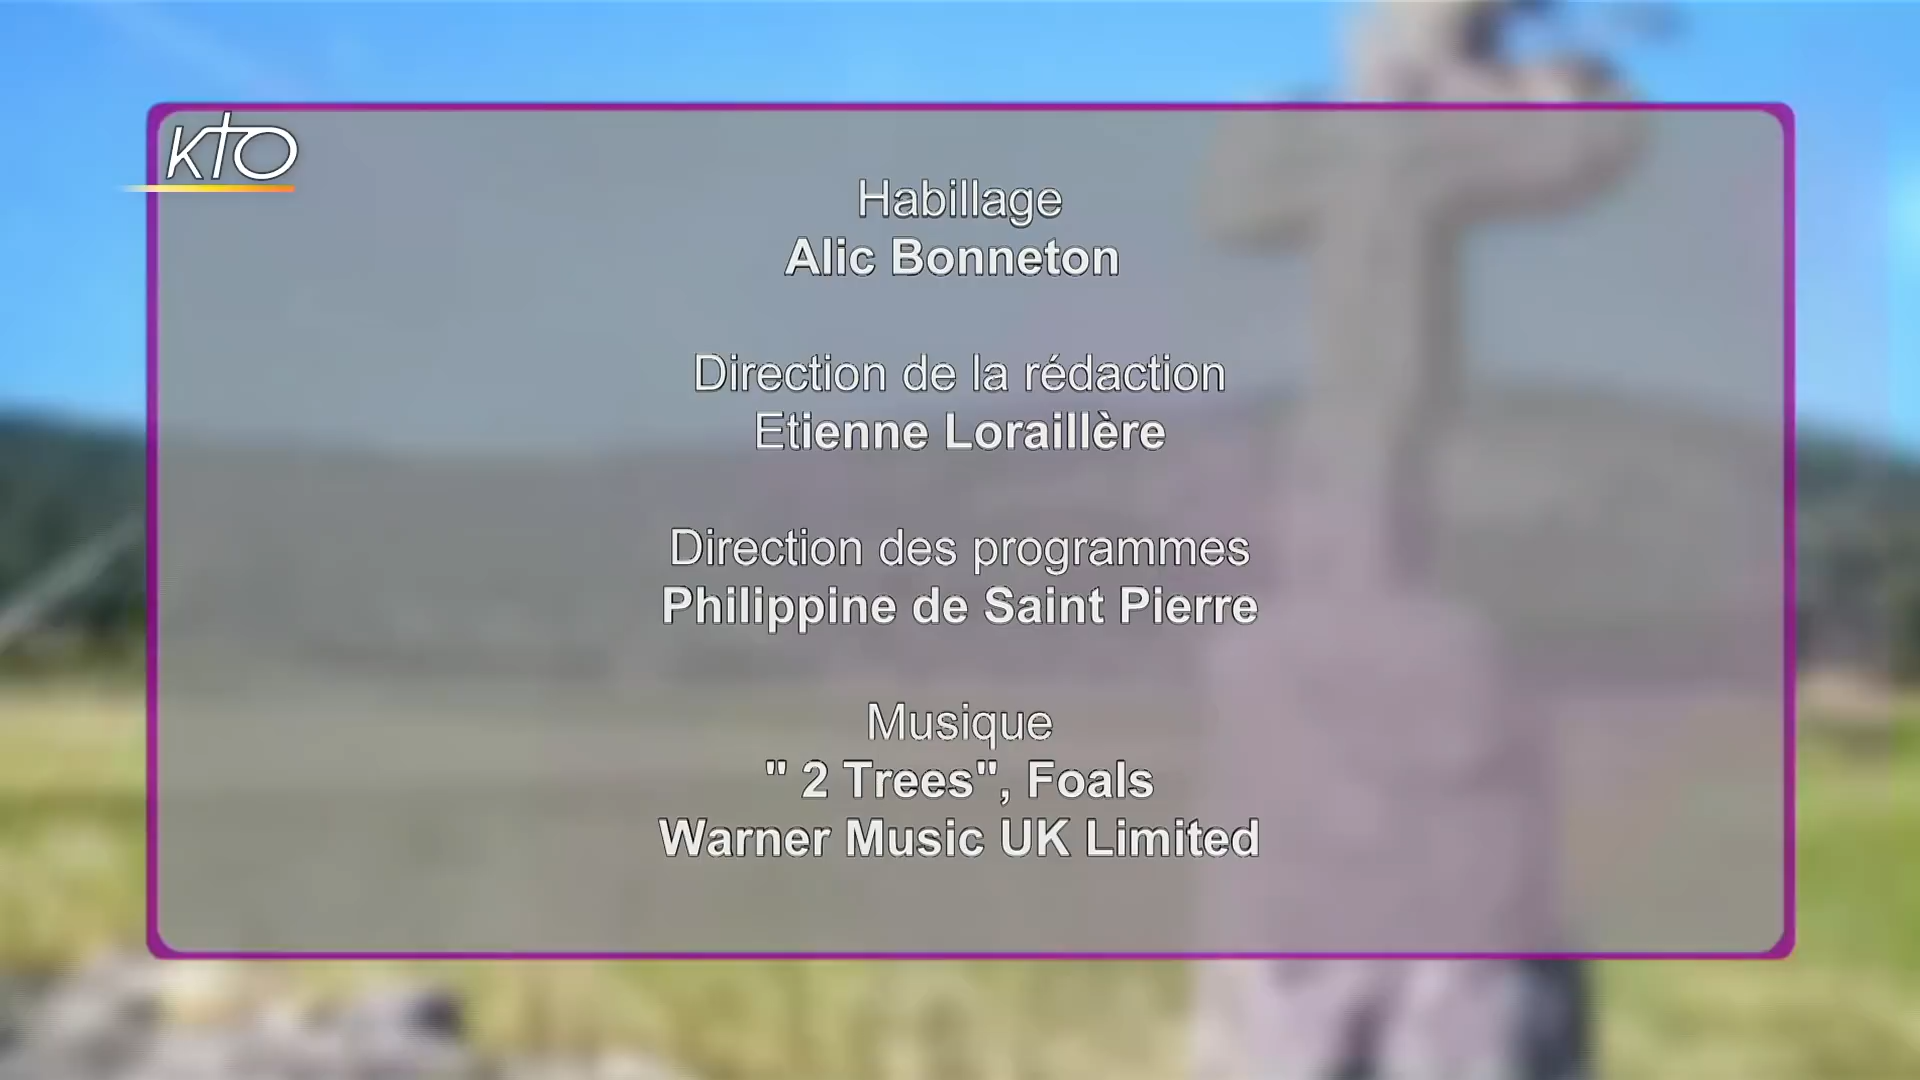 KTO
Habillage
Alic Bonneton
Direction de la rédaction
Etienne Loraillère
Direction des programmes
Philippine de Saint Pierre
Musique
" 2 Trees", Foals
Warner Music UK Limited